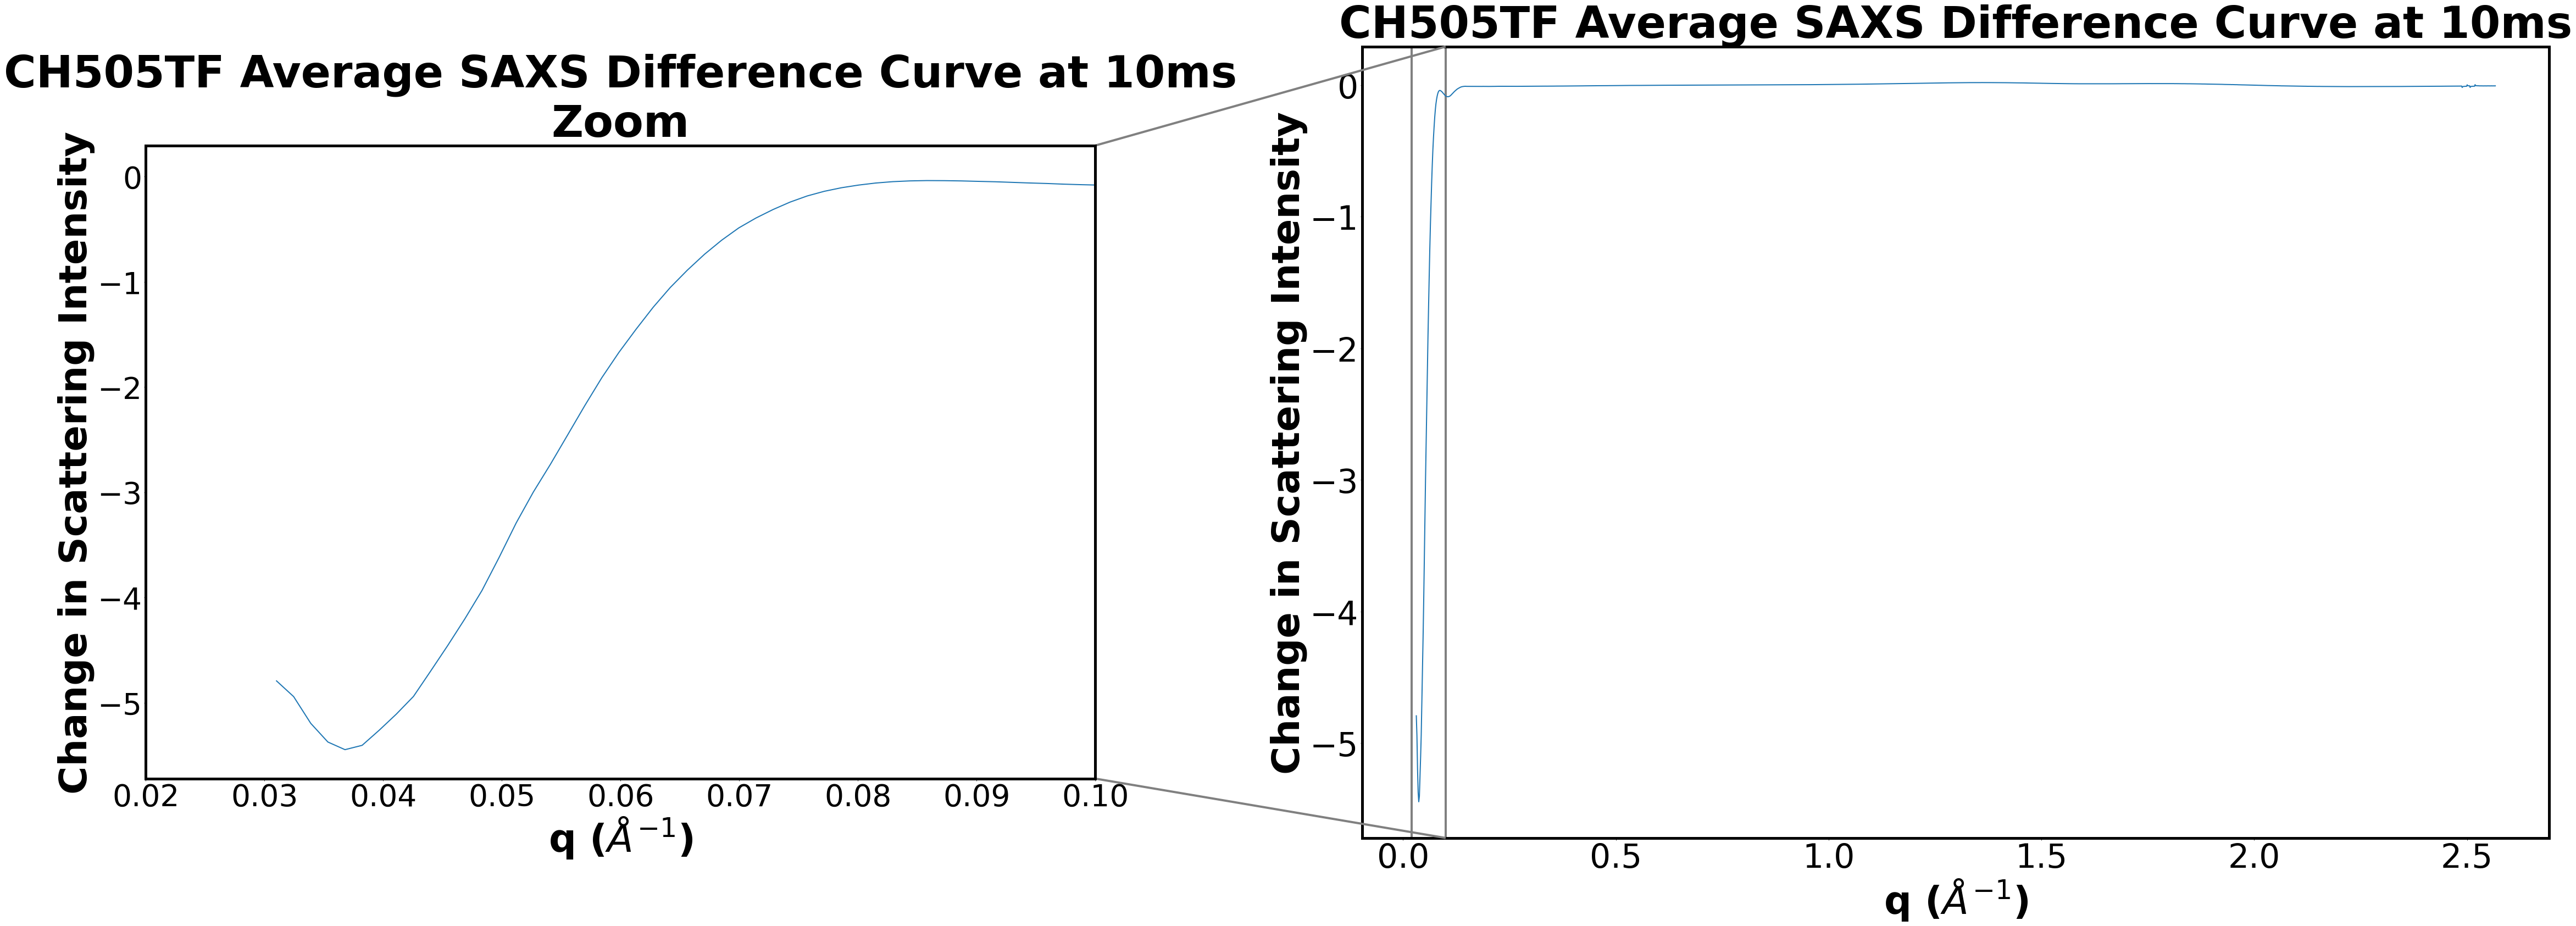 CH505TF Average SAXS Difference Curve at 10ms
Zoom
Change in Scattering Intensity
0
−1
−2
−3
−4
−5
0.02 0.03 0.04 0.05 0.06 0.07 0.08 0.09 0.10
q (Å⁻¹)
CH505TF Average SAXS Difference Curve at 10ms
Change in Scattering Intensity
0
−1
−2
−3
−4
−5
0.0 0.5 1.0 1.5 2.0 2.5
q (Å⁻¹)